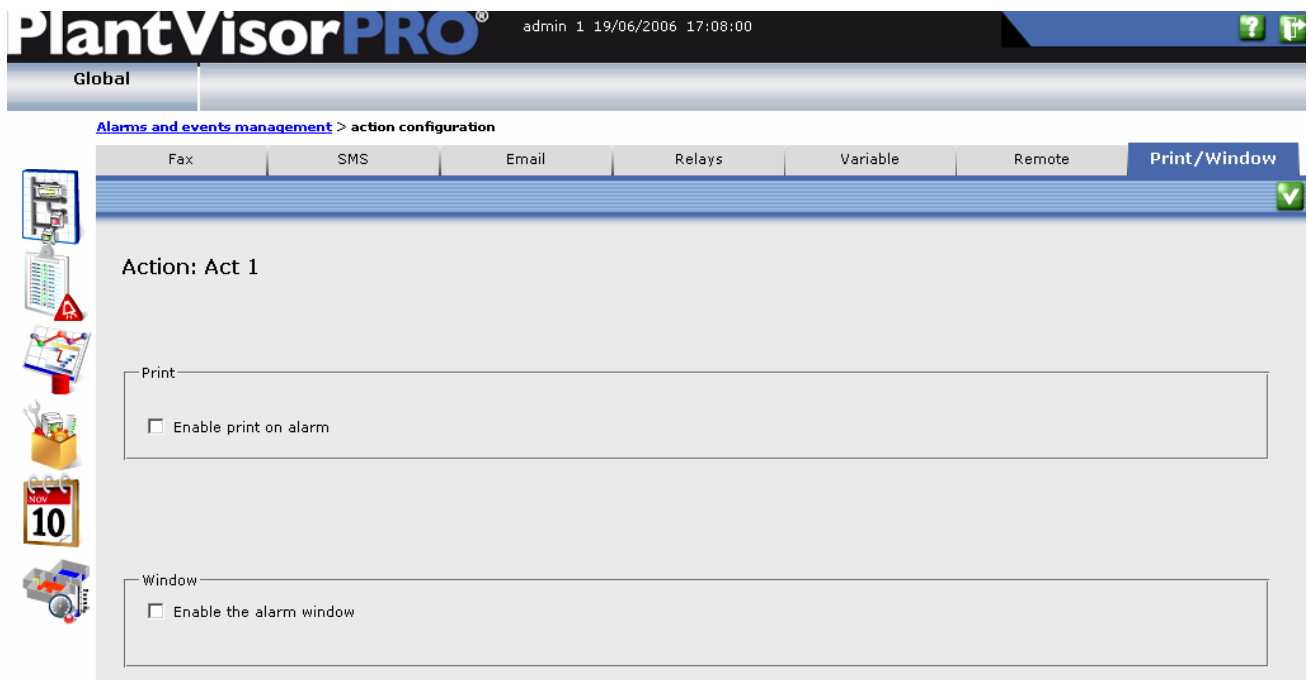 PlantVisorPRO® admin 1 19/06/2006 17:08:00 ?
Global
Alarms and events management > action configuration
Fax SMS Email Relays Variable Remote Print/Window
Action: Act 1
Print
Enable print on alarm
NOV
10
Window
Enable the alarm window